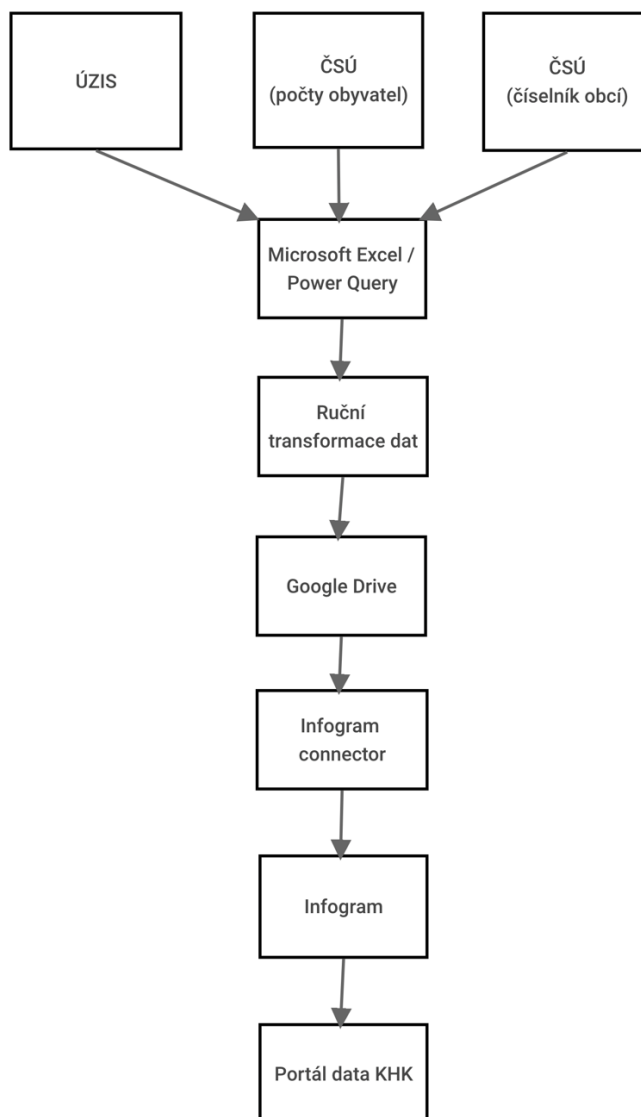 ÚZIS
ČSÚ
(počty obyvatel)
ČSÚ
(číselník obcí)
Microsoft Excel /
Power Query
Ruční
transformace dat
Google Drive
Infogram
connector
Infogram
Portál data KHK